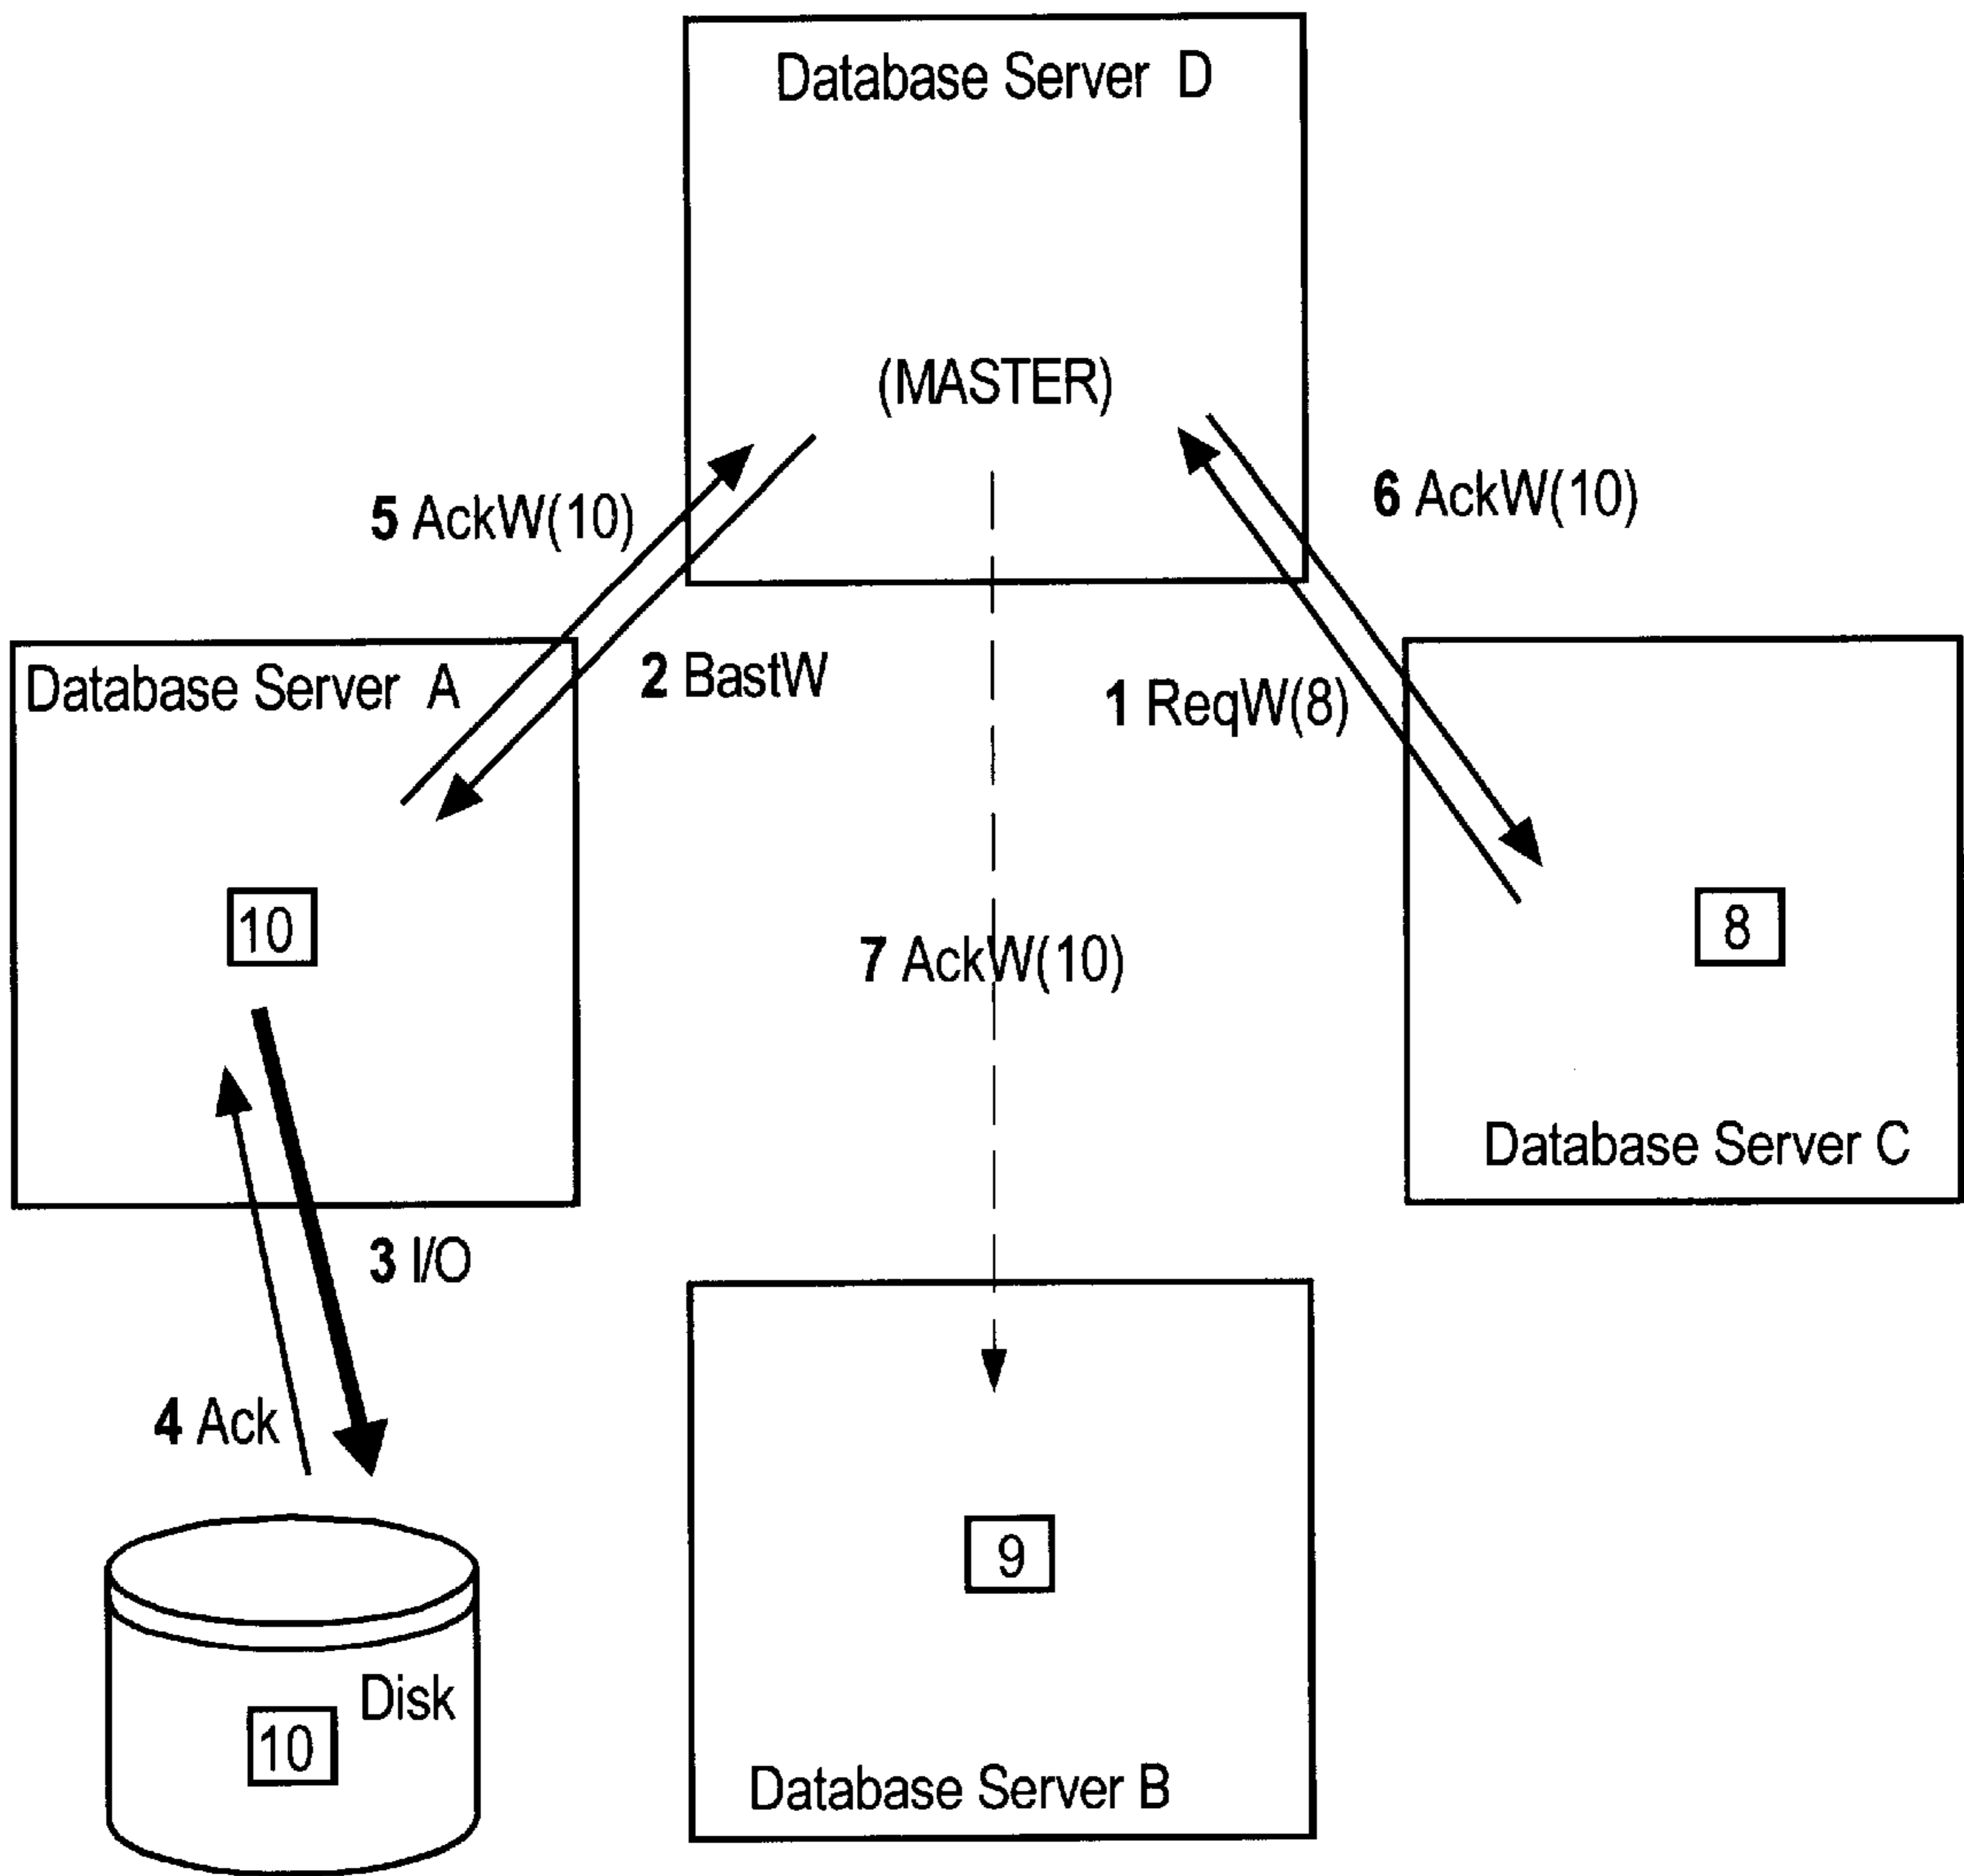 Database Server D
(MASTER)
5 AckW(10)
6 AckW(10)
2 BastW
1 ReqW(8)
Database Server A
10
7 AckW(10)
8
Database Server C
3 I/O
4 Ack
9
Disk
10
Database Server B